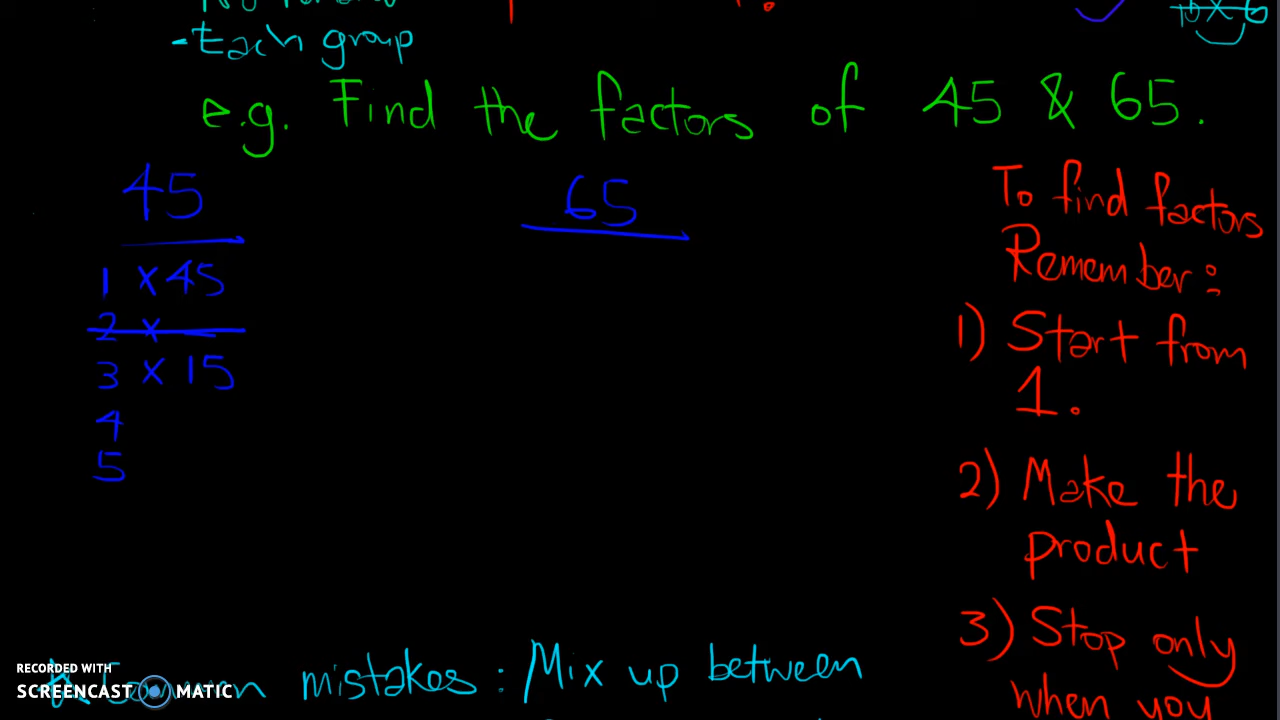 - Each group
e.g. Find the factors of 45 & 65.
45
1 x 45
2 x
3 x 15
4
5
65
To find factors
Remember:
1) Start from
1.
2) Make the
product
3) Stop only
when you
Common mistakes: Mix up between
RECORDED WITH
SCREENCAST MATIC